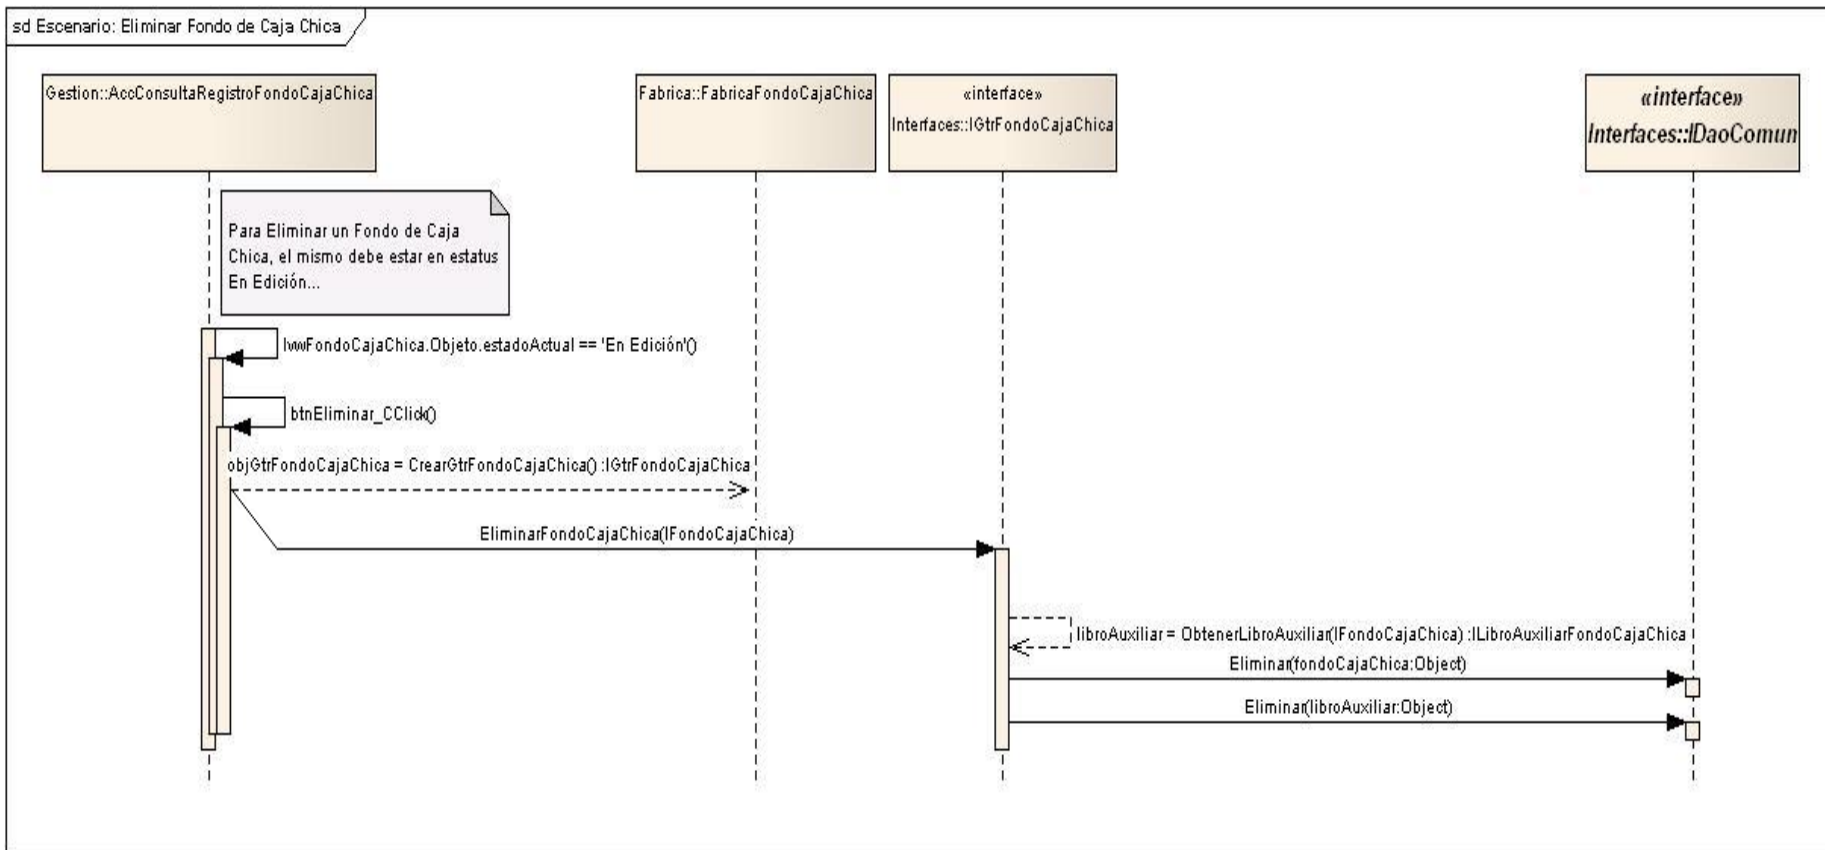 sd Escenario: Eliminar Fondo de Caja Chica
Gestion::AccConsultaRegistroFondoCajaChica
Fabrica::FabricaFondoCajaChica
«interface»
Interfaces::IGtrFondoCajaChica
«interface»
Interfaces::IDaoComun
Para Eliminar un Fondo de Caja
Chica, el mismo debe estar en estatus
En Edición...
lvwFondoCajaChica.Objeto.estadoActual == 'En Edición'()
btnEliminar_CClick()
objGtrFondoCajaChica = CrearGtrFondoCajaChica() :IGtrFondoCajaChica
EliminarFondoCajaChica(IFondoCajaChica)
libroAuxiliar = ObtenerLibroAuxiliar(IFondoCajaChica) :ILibroAuxiliarFondoCajaChica
Eliminar(fondoCajaChica:Object)
Eliminar(libroAuxiliar:Object)